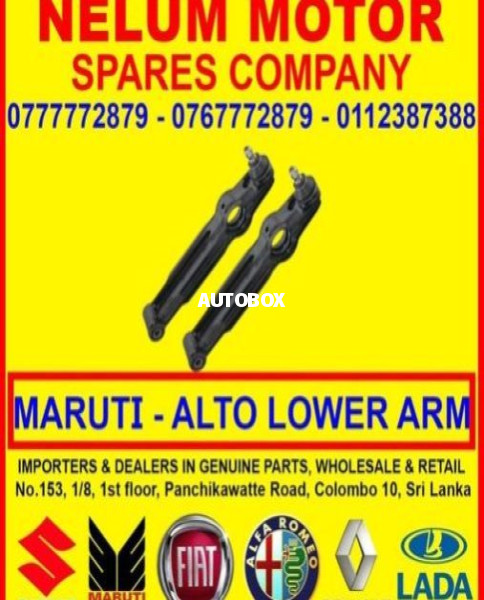 NELUM MOTOR
SPARES COMPANY
0777772879 - 0767772879 - 0112387388
AUTOBOX
MARUTI - ALTO LOWER ARM
IMPORTERS & DEALERS IN GENUINE PARTS, WHOLESALE & RETAIL
No.153, 1/8, 1st floor, Panchikawatte Road, Colombo 10, Sri Lanka
FIAT
ALFA ROMEO
MARUTI
LADA